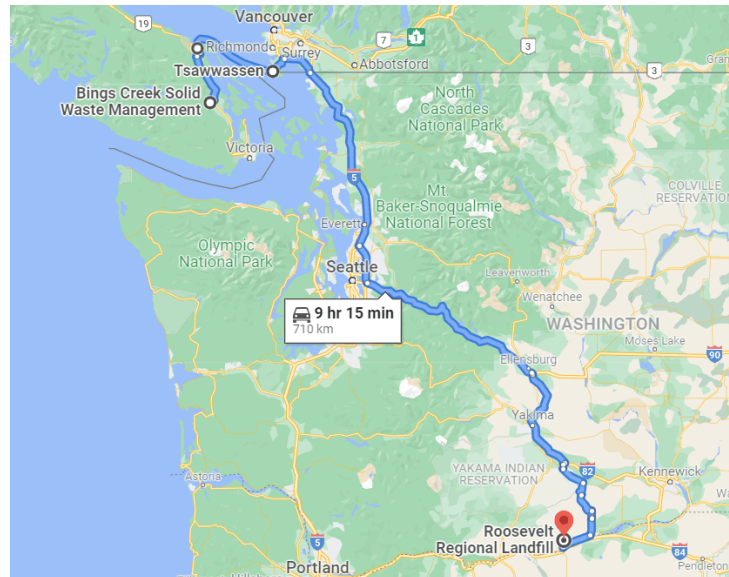 Vancouver
19
1
7
3
3
Richmond
Surrey
Abbotsford
Tsawwassen
Bings Creek Solid
Waste Management
North
Cascades
National Park
Victoria
5
COLVILLE
RESERVATIO
Mt.
Baker-Snoqualmie
National Forest
Everett
Olympic
National Park
Seattle
Leavenworth
Wenatchee
9 hr 15 min
710 km
WASHINGTON
Moses Lake
90
Ellensburg
Yakima
YAKAMA INDIAN
RESERVATION
82
Kennewick
Astoria
Roosevelt
Regional Landfill
5
84
Portland
Pendleton